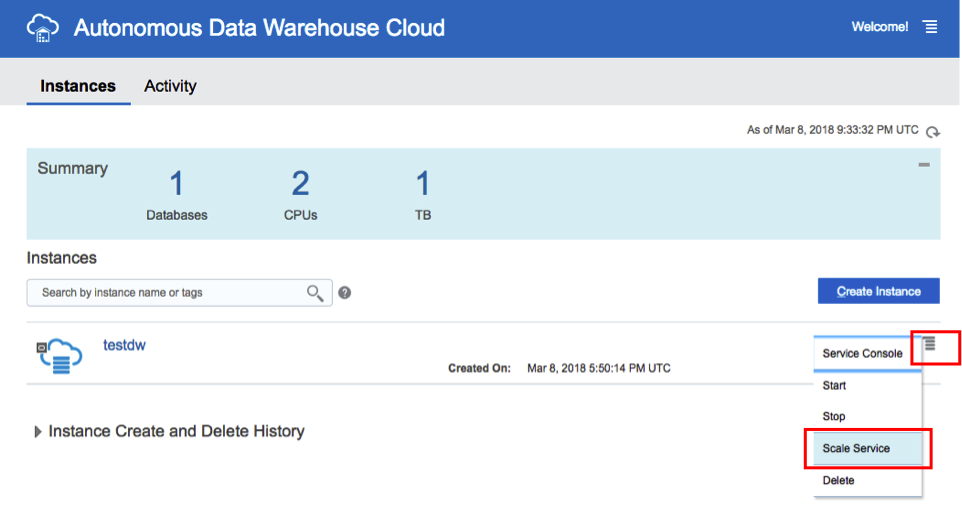 Autonomous Data Warehouse Cloud
Welcome!
Instances
Activity
As of Mar 8, 2018 9:33:32 PM UTC
Summary
1
2
1
Databases
CPUs
TB
Instances
Search by instance name or tags
?
Create Instance
testdw
Created On: Mar 8, 2018 5:50:14 PM UTC
Service Console
Start
Stop
Scale Service
Delete
Instance Create and Delete History